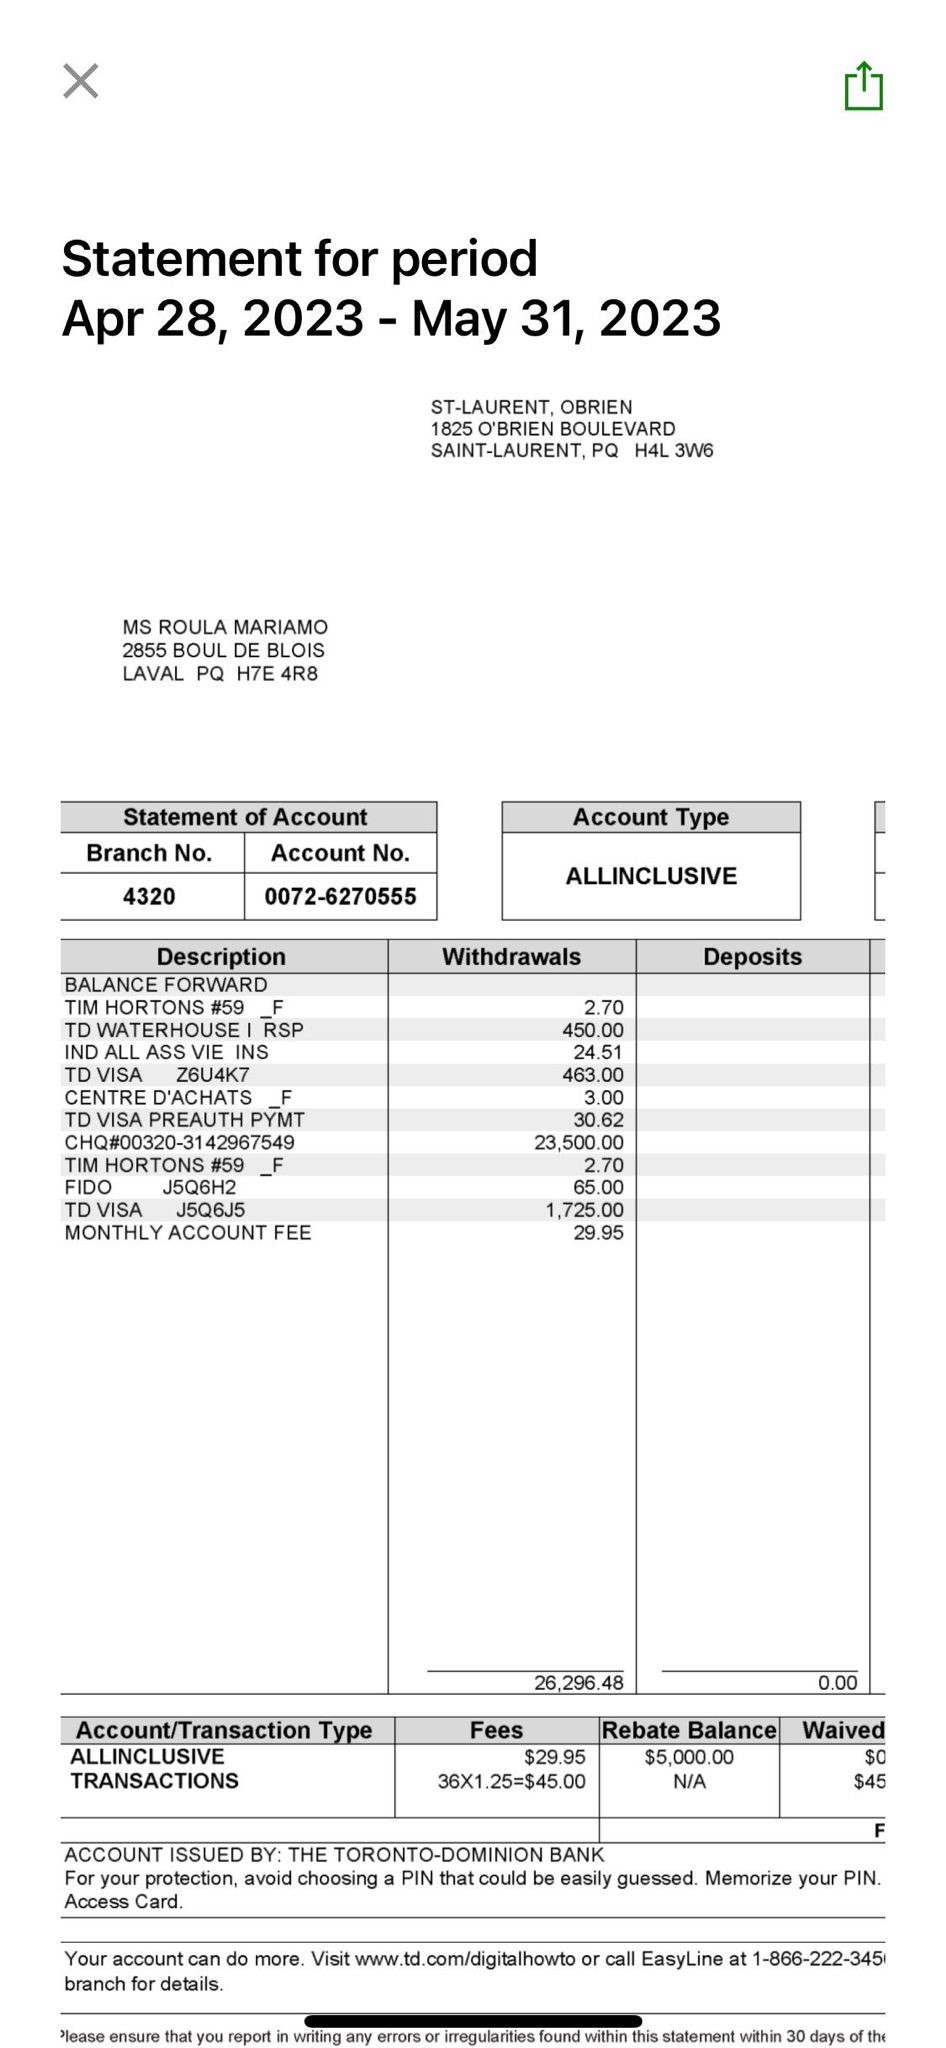 Statement for period
Apr 28, 2023 - May 31, 2023
ST-LAURENT, OBRIEN
1825 O'BRIEN BOULEVARD
SAINT-LAURENT, PQ H4L 3W6
MS ROULA MARIAMO
2855 BOUL DE BLOIS
LAVAL PQ H7E 4R8
Statement of Account
Branch No. Account No.
4320 0072-6270555
Account Type
ALLINCLUSIVE
Description Withdrawals Deposits
BALANCE FORWARD
TIM HORTONS #59 _F 2.70
TD WATERHOUSE I RSP 450.00
IND ALL ASS VIE INS 24.51
TD VISA Z6U4K7 463.00
CENTRE D'ACHATS _F 3.00
TD VISA PREAUTH PYMT 30.62
CHQ#00320-3142967549 23,500.00
TIM HORTONS #59 _F 2.70
FIDO J5Q6H2 65.00
TD VISA J5Q6J5 1,725.00
MONTHLY ACCOUNT FEE 29.95
26,296.48 0.00
Account/Transaction Type Fees Rebate Balance Waived
ALLINCLUSIVE $29.95 $5,000.00 $0
TRANSACTIONS 36X1.25=$45.00 N/A $45
F
ACCOUNT ISSUED BY: THE TORONTO-DOMINION BANK
For your protection, avoid choosing a PIN that could be easily guessed. Memorize your PIN.
Access Card.
Your account can do more. Visit www.td.com/digitalhowto or call EasyLine at 1-866-222-345
branch for details.
Please ensure that you report in writing any errors or irregularities found within this statement within 30 days of the